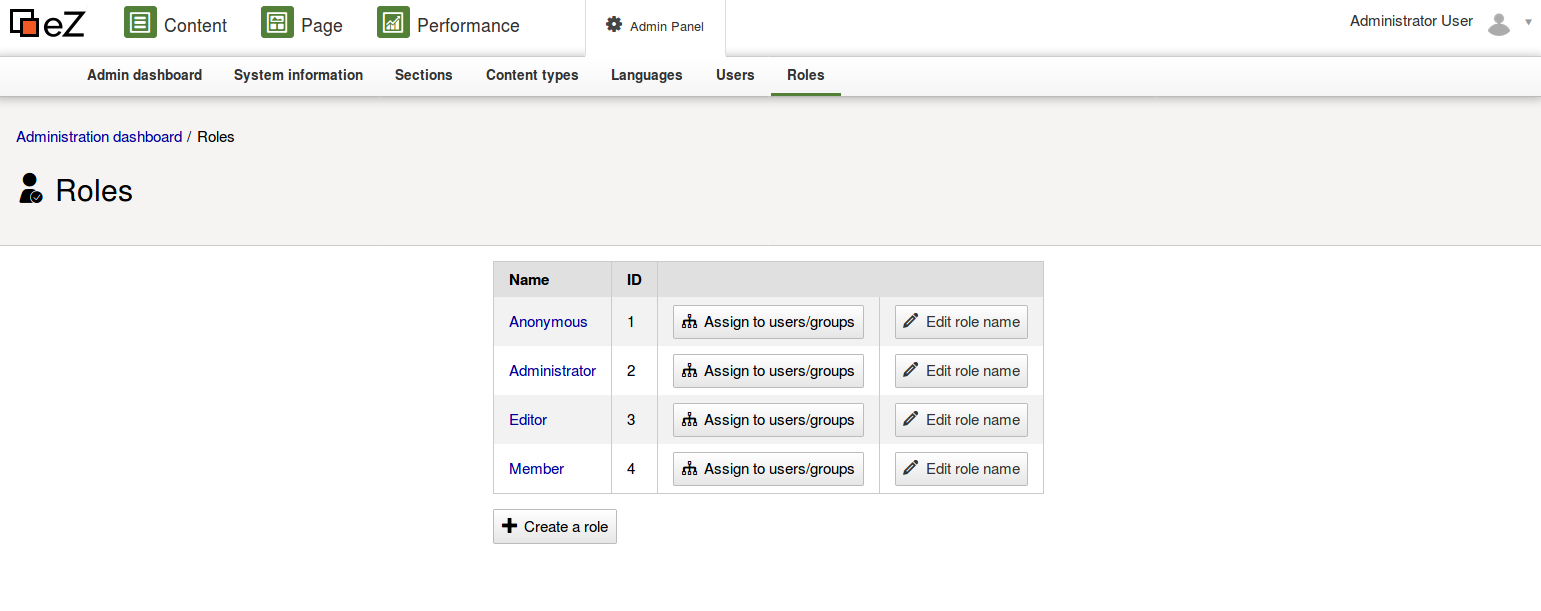 eZ Content Page Performance Admin Panel Administrator User
Admin dashboard System information Sections Content types Languages Users Roles
Administration dashboard / Roles
Roles
Name ID
Anonymous 1 Assign to users/groups Edit role name
Administrator 2 Assign to users/groups Edit role name
Editor 3 Assign to users/groups Edit role name
Member 4 Assign to users/groups Edit role name
Create a role